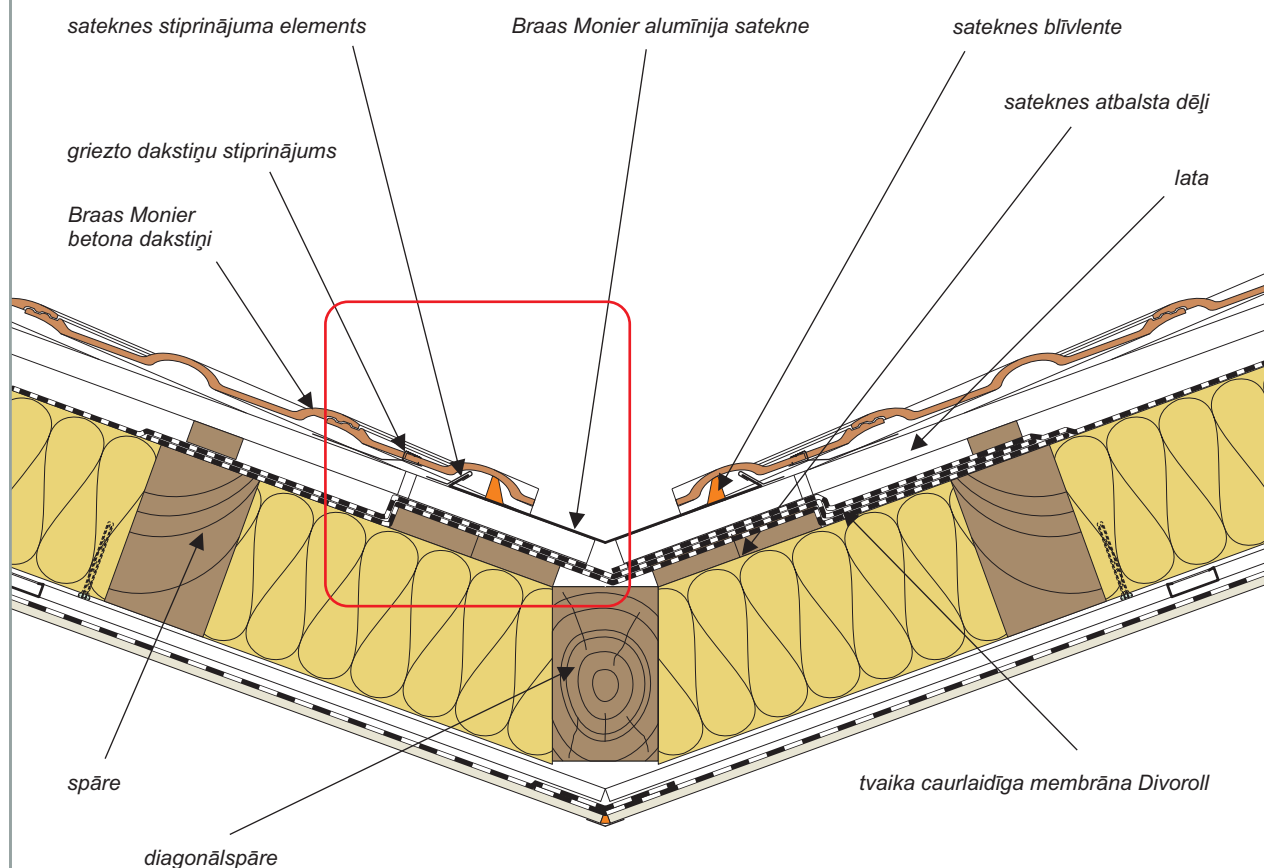 sateknes stiprinājuma elements
Braas Monier alumīnija satekne
sateknes blīvlente
sateknes atbalsta dēļi
griezto dakstiņu stiprinājums
lata
Braas Monier
betona dakstiņi
spāre
tvaika caurlaidīga membrāna Divoroll
diagonālspāre